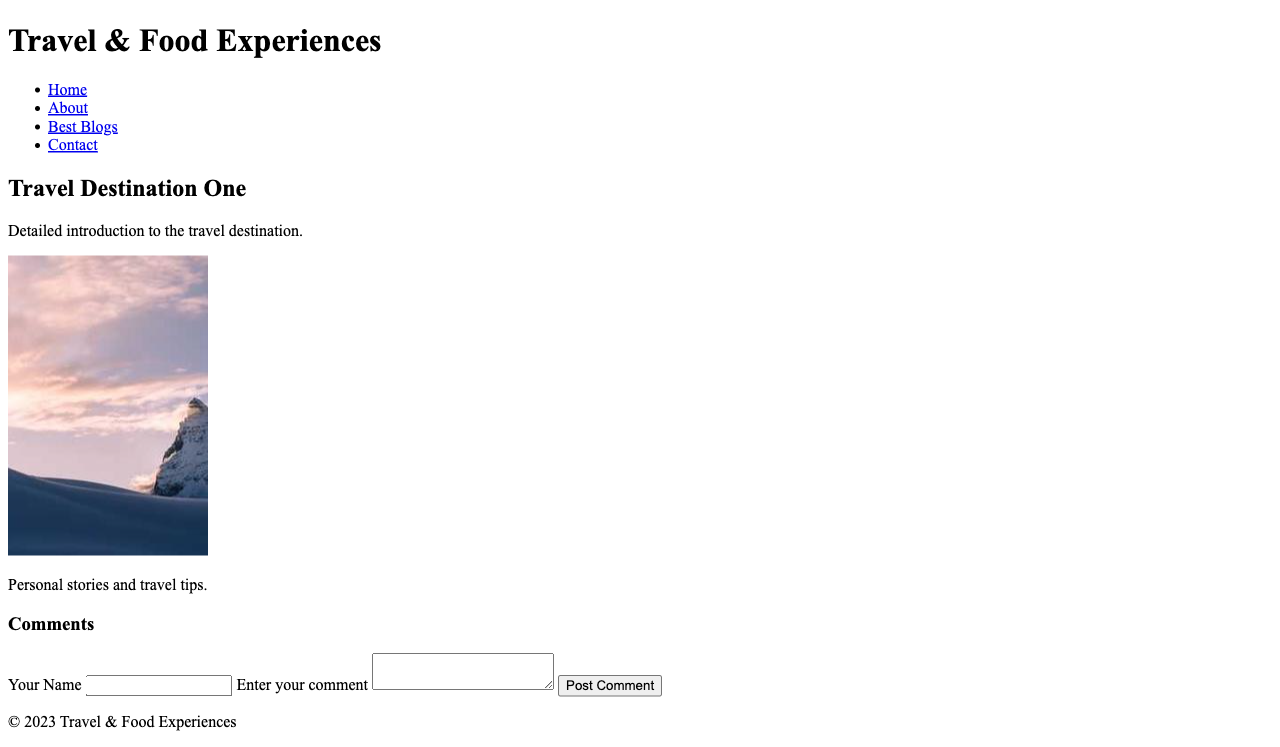 Travel & Food Experiences
Home
About
Best Blogs
Contact
Travel Destination One
Detailed introduction to the travel destination.
Personal stories and travel tips.
Comments
Your Name Enter your comment Post Comment
© 2023 Travel & Food Experiences